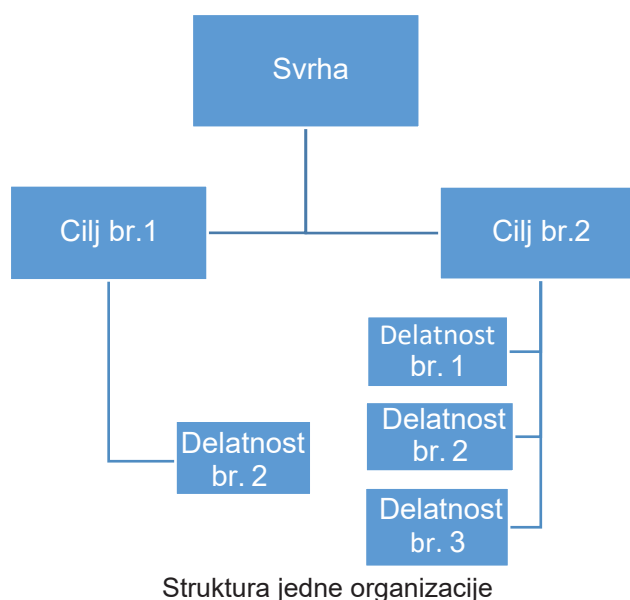 Svrha
Cilj br.1
Cilj br.2
Delatnost
br. 2
Delatnost
br. 1
Delatnost
br. 2
Delatnost
br. 3
Struktura jedne organizacije